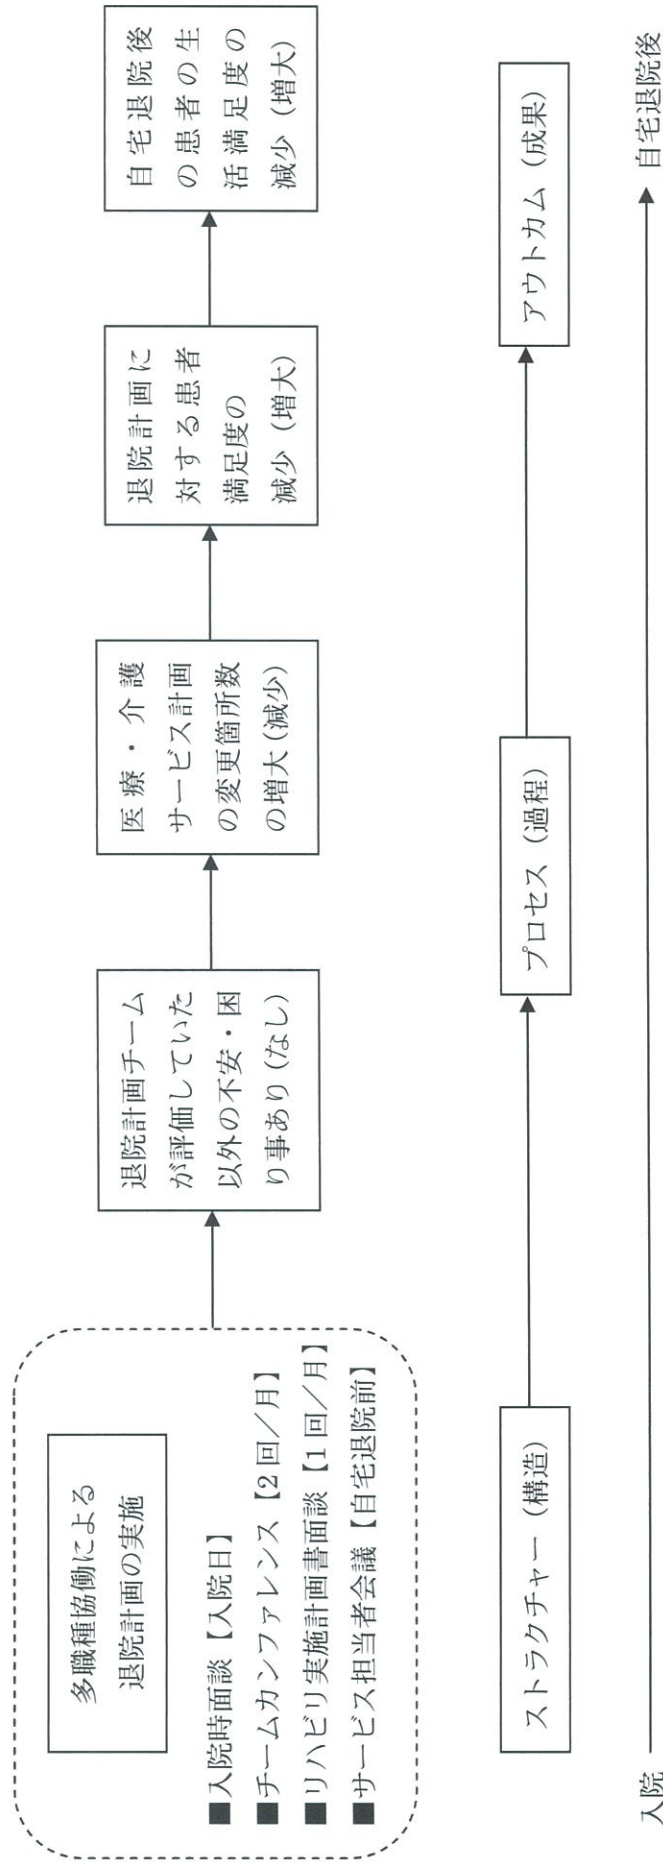 多職種協働による
退院計画の実施
■入院時面談【入院日】
■チームカンファレンス【2回/月】
■リハビリ実施計画書面談【1回/月】
■サービス担当者会議【自宅退院前】
退院計画チーム
が評価していた
以外の不安・困
り事あり(なし)
医療・介護
サービス計画
の変更箇所数
の増大(減少)
退院計画に
対する患者
満足度の
減少(増大)
自宅退院後
の患者の生
活満足度の
減少(増大)
ストラクチャー(構造)
プロセス(過程)
アウトカム(成果)
入院
自宅退院後